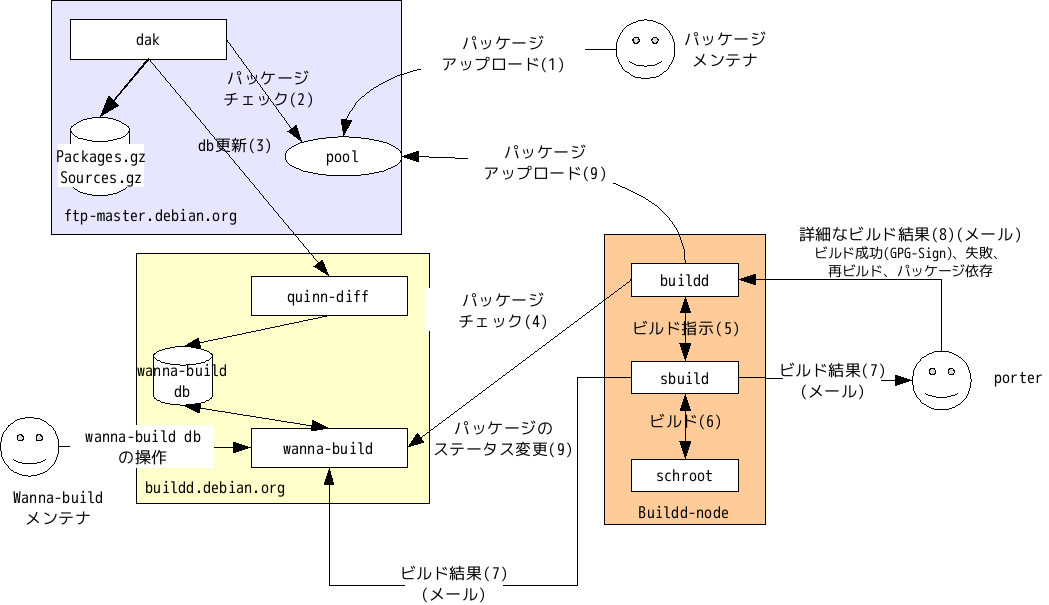 dak
パッケージ
チェック(2)
db更新(3)
Packages.gz
Sources.gz
pool
ftp-master.debian.org
パッケージ
アップロード(1)
パッケージ
メンテナ
パッケージ
アップロード(9)
詳細なビルド結果(8)(メール)
ビルド成功(GPG-Sign)、失敗、
再ビルド、パッケージ依存
quinn-diff
パッケージ
チェック(4)
buildd
ビルド指示(5)
wanna-build
db
sbuild
ビルド結果(7)
(メール)
porter
wanna-build db
の操作
wanna-build
パッケージの
ステータス変更(9)
ビルド(6)
schroot
Wanna-build
メンテナ
buildd.debian.org
Buildd-node
ビルド結果(7)
(メール)